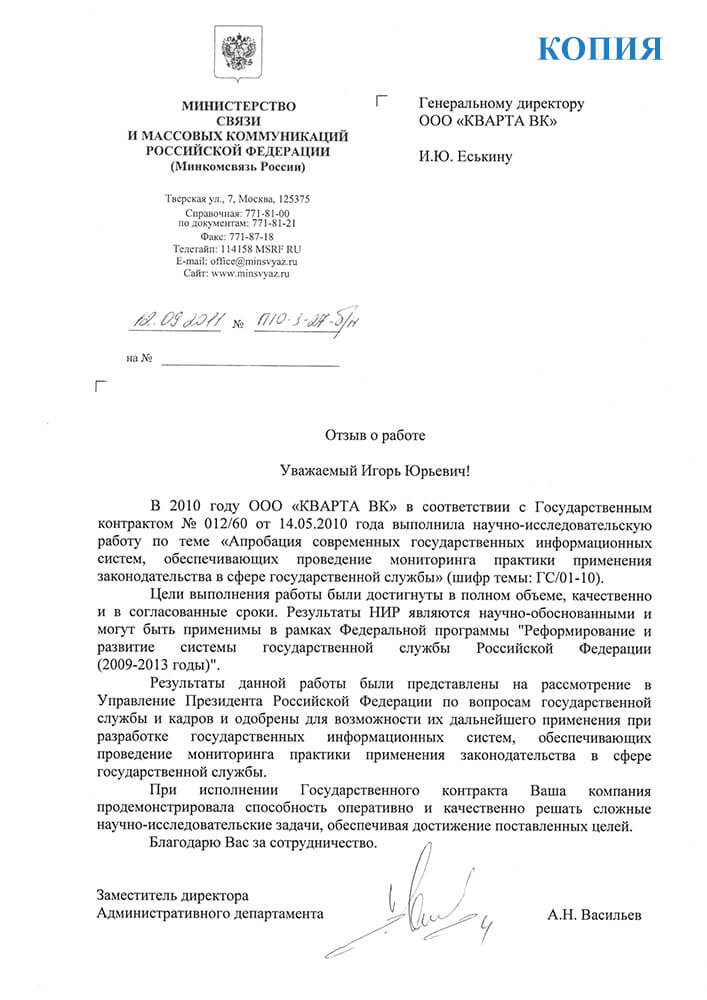 КОПИЯ
МИНИСТЕРСТВО
СВЯЗИ
И МАССОВЫХ КОММУНИКАЦИЙ
РОССИЙСКОЙ ФЕДЕРАЦИИ
(Минкомсвязь России)
Тверская ул., 7, Москва, 125375
Справочная: 771-81-00
по документам: 771-81-21
Факс: 771-87-18
Телетайп: 114158 MSRF RU
E-mail: office@minsvyaz.ru
Сайт: www.minsvyaz.ru
12.09.2011 № П10-3-27-б/н
на №
Генеральному директору
ООО «КВАРТА ВК»
И.Ю. Еськину
Отзыв о работе
Уважаемый Игорь Юрьевич!
В 2010 году ООО «КВАРТА ВК» в соответствии с Государственным
контрактом № 012/60 от 14.05.2010 года выполнила научно-исследовательскую
работу по теме «Апробация современных государственных информационных
систем, обеспечивающих проведение мониторинга практики применения
законодательства в сфере государственной службы» (шифр темы: ГС/01-10).
Цели выполнения работы были достигнуты в полном объеме, качественно
и в согласованные сроки. Результаты НИР являются научно-обоснованными и
могут быть применимы в рамках Федеральной программы "Реформирование и
развитие системы государственной службы Российской Федерации
(2009-2013 годы)".
Результаты данной работы были представлены на рассмотрение в
Управление Президента Российской Федерации по вопросам государственной
службы и кадров и одобрены для возможности их дальнейшего применения при
разработке государственных информационных систем, обеспечивающих
проведение мониторинга практики применения законодательства в сфере
государственной службы.
При исполнении Государственного контракта Ваша компания
продемонстрировала способность оперативно и качественно решать сложные
научно-исследовательские задачи, обеспечивая достижение поставленных целей.
Благодарю Вас за сотрудничество.
Заместитель директора
Административного департамента А.Н. Васильев